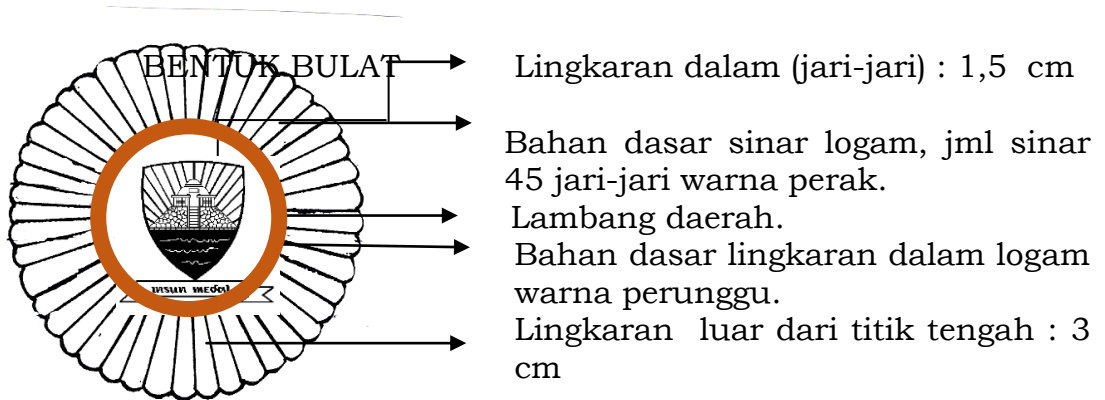 BENTUK BULAT
Lingkaran dalam (jari-jari) : 1,5 cm
Bahan dasar sinar logam, jml sinar
45 jari-jari warna perak.
Lambang daerah.
Bahan dasar lingkaran dalam logam
warna perunggu.
Lingkaran luar dari titik tengah : 3
cm
insun medal